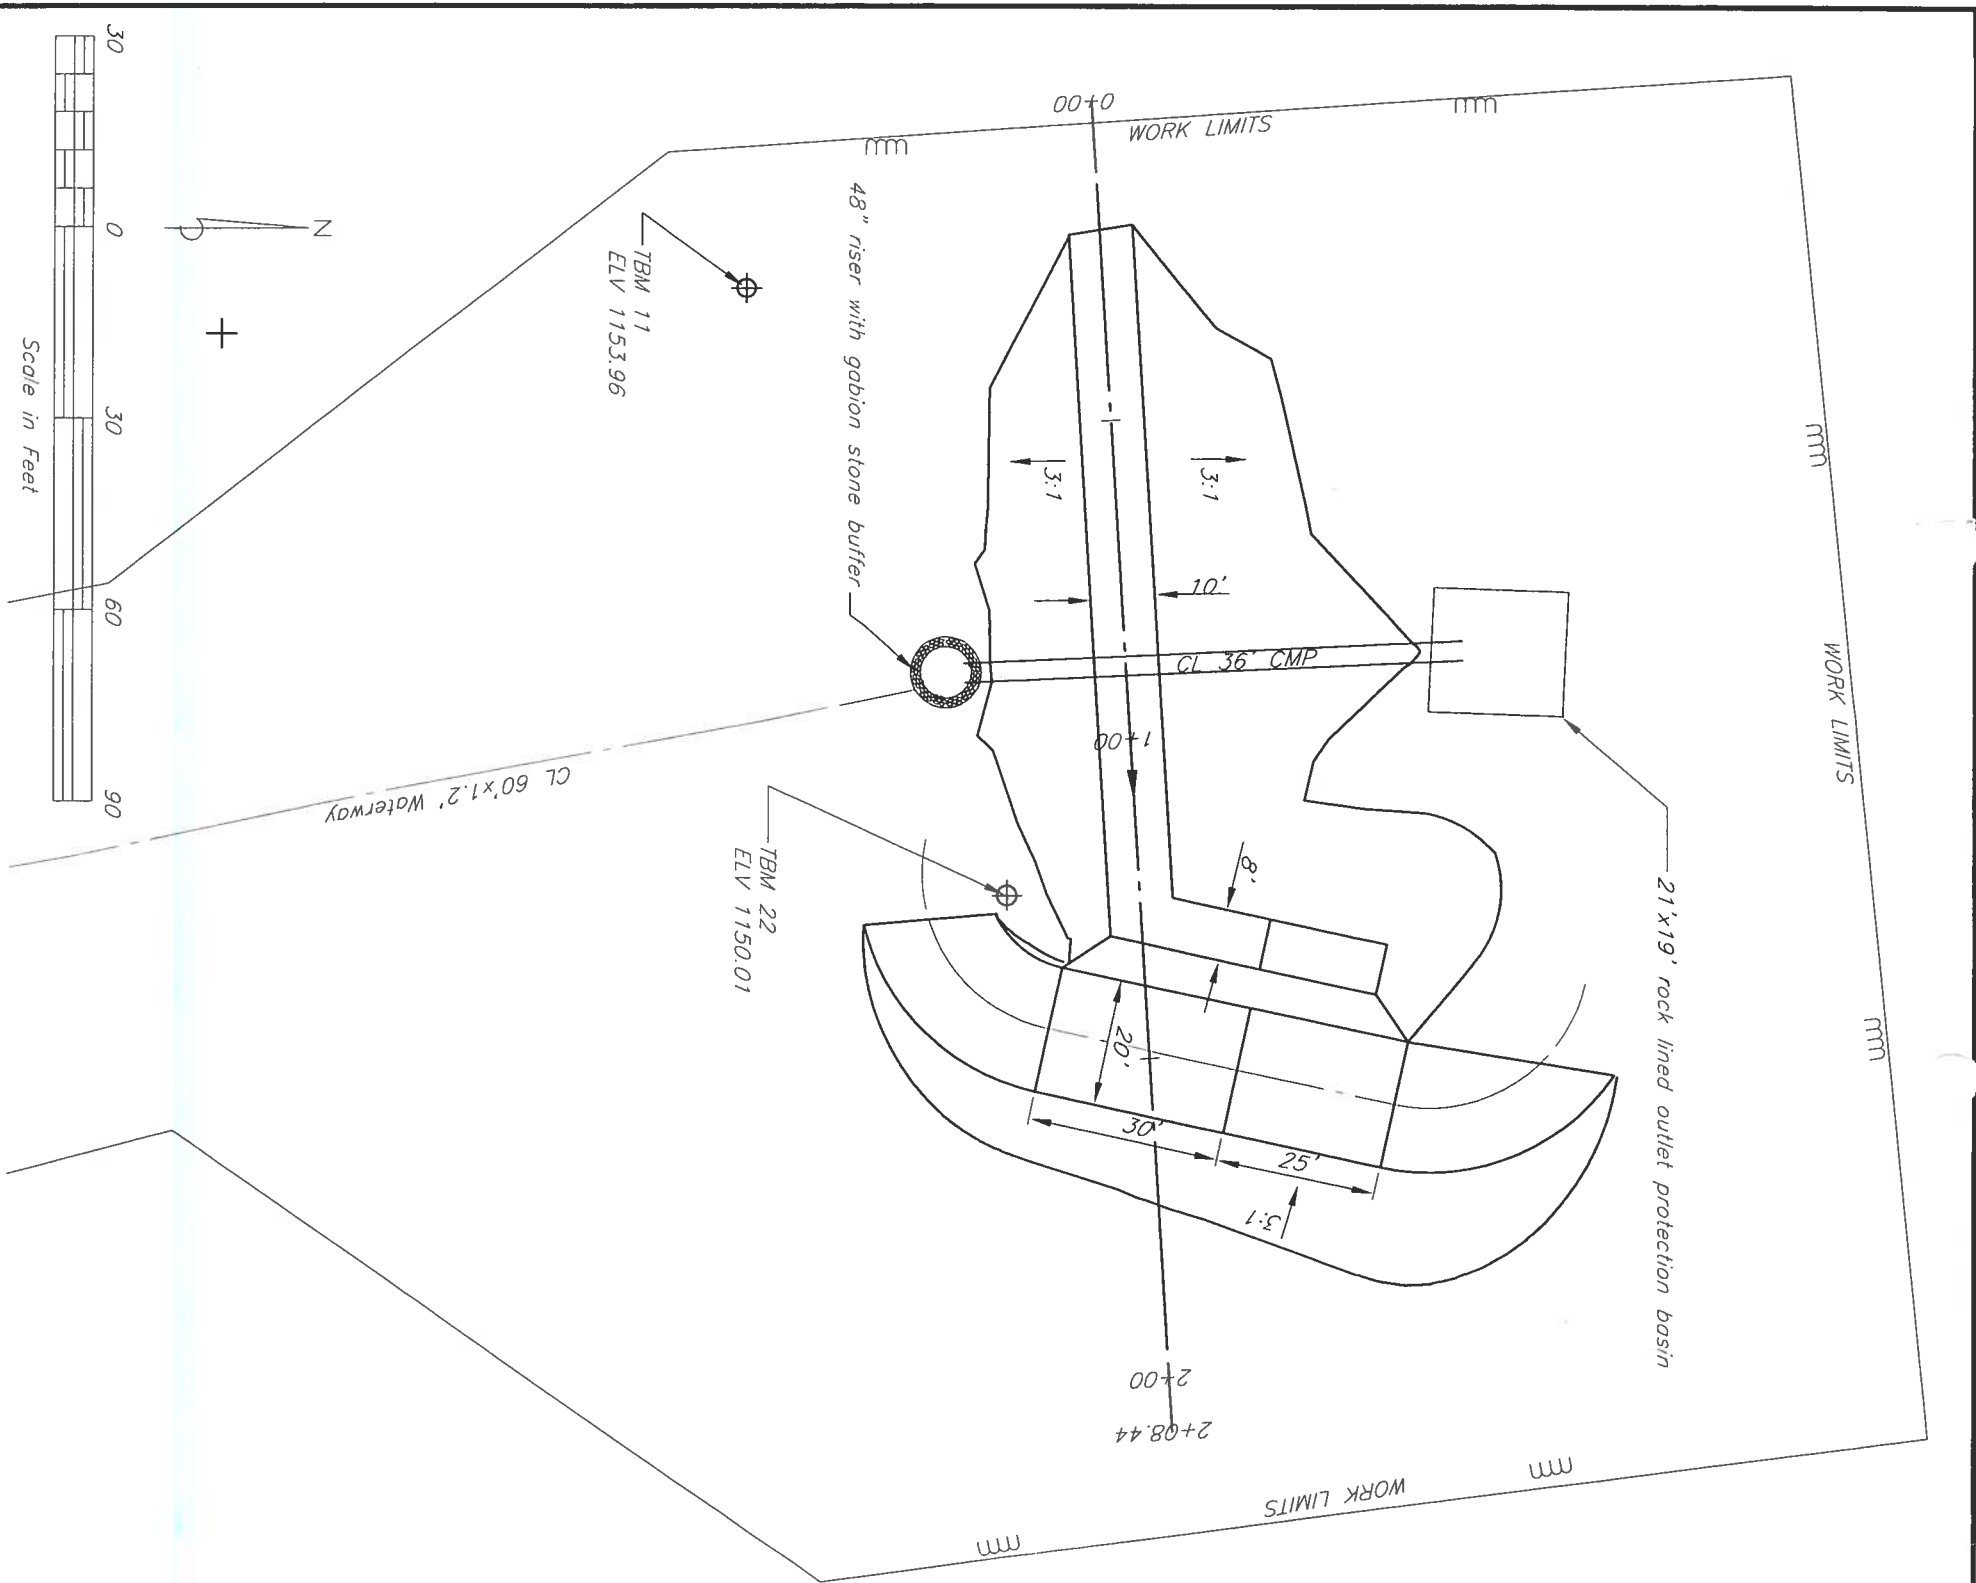 30
0
30
60
90
Scale in Feet
N
TBM 11
ELV 1153.96
48" riser with gabion stone buffer
0+00
WORK LIMITS
3:1
3:1
10'
CL 36' CMP
1+00
CL 60'x1.2' Waterway
TBM 22
ELV 1150.01
8'
20'
30'
25'
3:1
21'x19' rock lined outlet protection basin
WORK LIMITS
2+00
2+08.44
WORK LIMITS